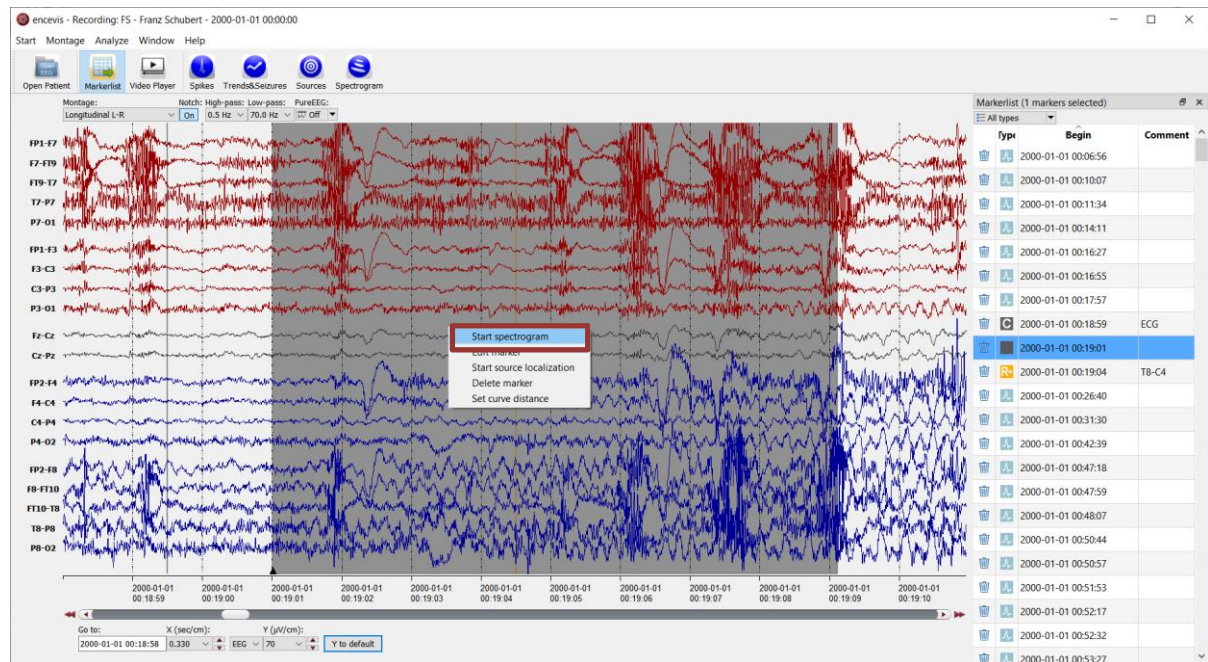 encevis - Recording: FS - Franz Schubert - 2000-01-01 00:00:00
Start Montage Analyze Window Help
Open Patient Markerlist Video Player Spikes Trends&Seizures Sources Spectrogram
Montage: Notch: High-pass: Low-pass: PureEEG:
Longitudinal L-R On 0.5 Hz 70.0 Hz Off
FP1-F7
F7-FT9
FT9-T7
T7-P7
P7-O1
FP1-F3
F3-C3
C3-P3
P3-O1
Fz-Cz
Cz-Pz
FP2-F4
F4-C4
C4-P4
P4-O2
FP2-F8
F8-FT10
FT10-T8
T8-P8
P8-O2
Start spectrogram
Edit marker
Start source localization
Delete marker
Set curve distance
2000-01-01 2000-01-01 2000-01-01 2000-01-01 2000-01-01 2000-01-01 2000-01-01 2000-01-01 2000-01-01 2000-01-01 2000-01-01 2000-01-01
00:18:59 00:19:00 00:19:01 00:19:02 00:19:03 00:19:04 00:19:05 00:19:06 00:19:07 00:19:08 00:19:09 00:19:10
Go to: X (sec/cm): Y (µV/cm):
2000-01-01 00:18:58 0.330 EEG 70 Y to default
Markerlist (1 markers selected)
All types
Type Begin Comment
2000-01-01 00:06:56
2000-01-01 00:10:07
2000-01-01 00:11:34
2000-01-01 00:14:11
2000-01-01 00:16:27
2000-01-01 00:16:55
2000-01-01 00:17:57
C 2000-01-01 00:18:59 ECG
2000-01-01 00:19:01
R+ 2000-01-01 00:19:04 T8-C4
2000-01-01 00:26:40
2000-01-01 00:31:30
2000-01-01 00:42:39
2000-01-01 00:47:18
2000-01-01 00:47:59
2000-01-01 00:48:07
2000-01-01 00:50:44
2000-01-01 00:50:57
2000-01-01 00:51:53
2000-01-01 00:52:17
2000-01-01 00:52:32
2000-01-01 00:53:27